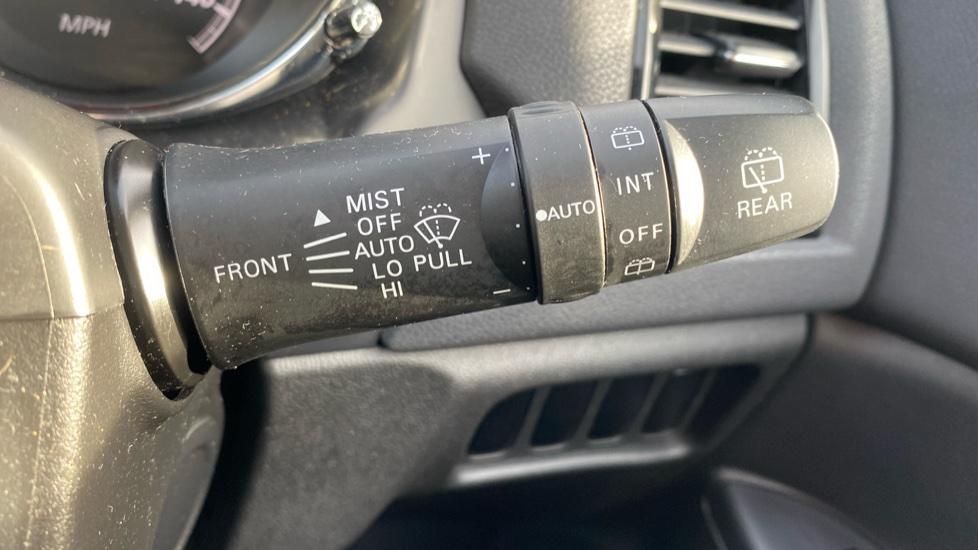 MPH
FRONT
MIST
OFF
AUTO
LO
HI
PULL
+
−
●AUTO
INT
OFF
REAR